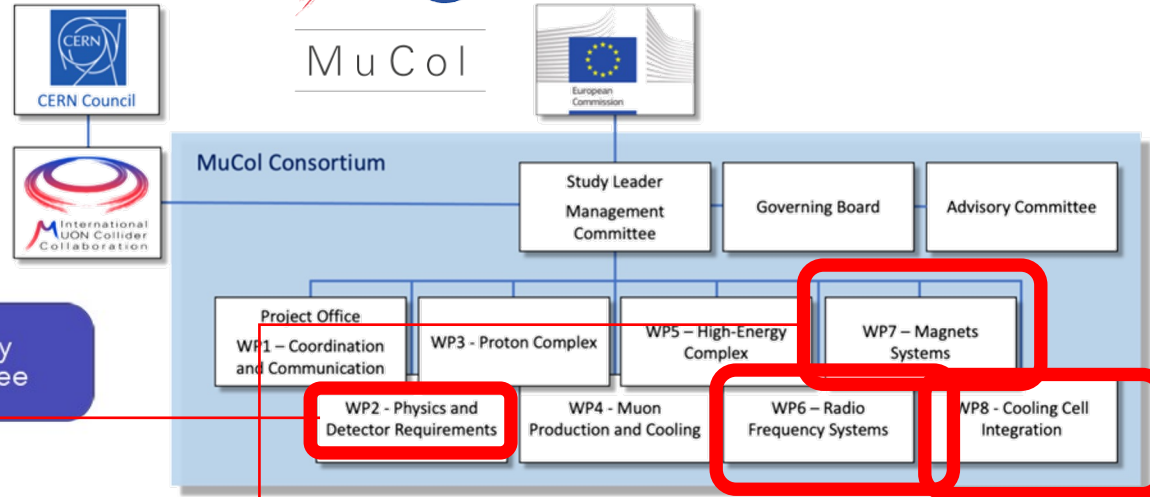 CERN
CERN Council
MuCol
European
Commission
MuCol Consortium
International
MUON Collider
Collaboration
Study Leader
Management
Committee
Governing Board
Advisory Committee
Project Office
WP1 – Coordination
and Communication
WP3 - Proton Complex
WP5 – High-Energy
Complex
WP7 – Magnets
Systems
WP2 - Physics and
Detector Requirements
WP4 - Muon
Production and Cooling
WP6 – Radio
Frequency Systems
WP8 - Cooling Cell
Integration